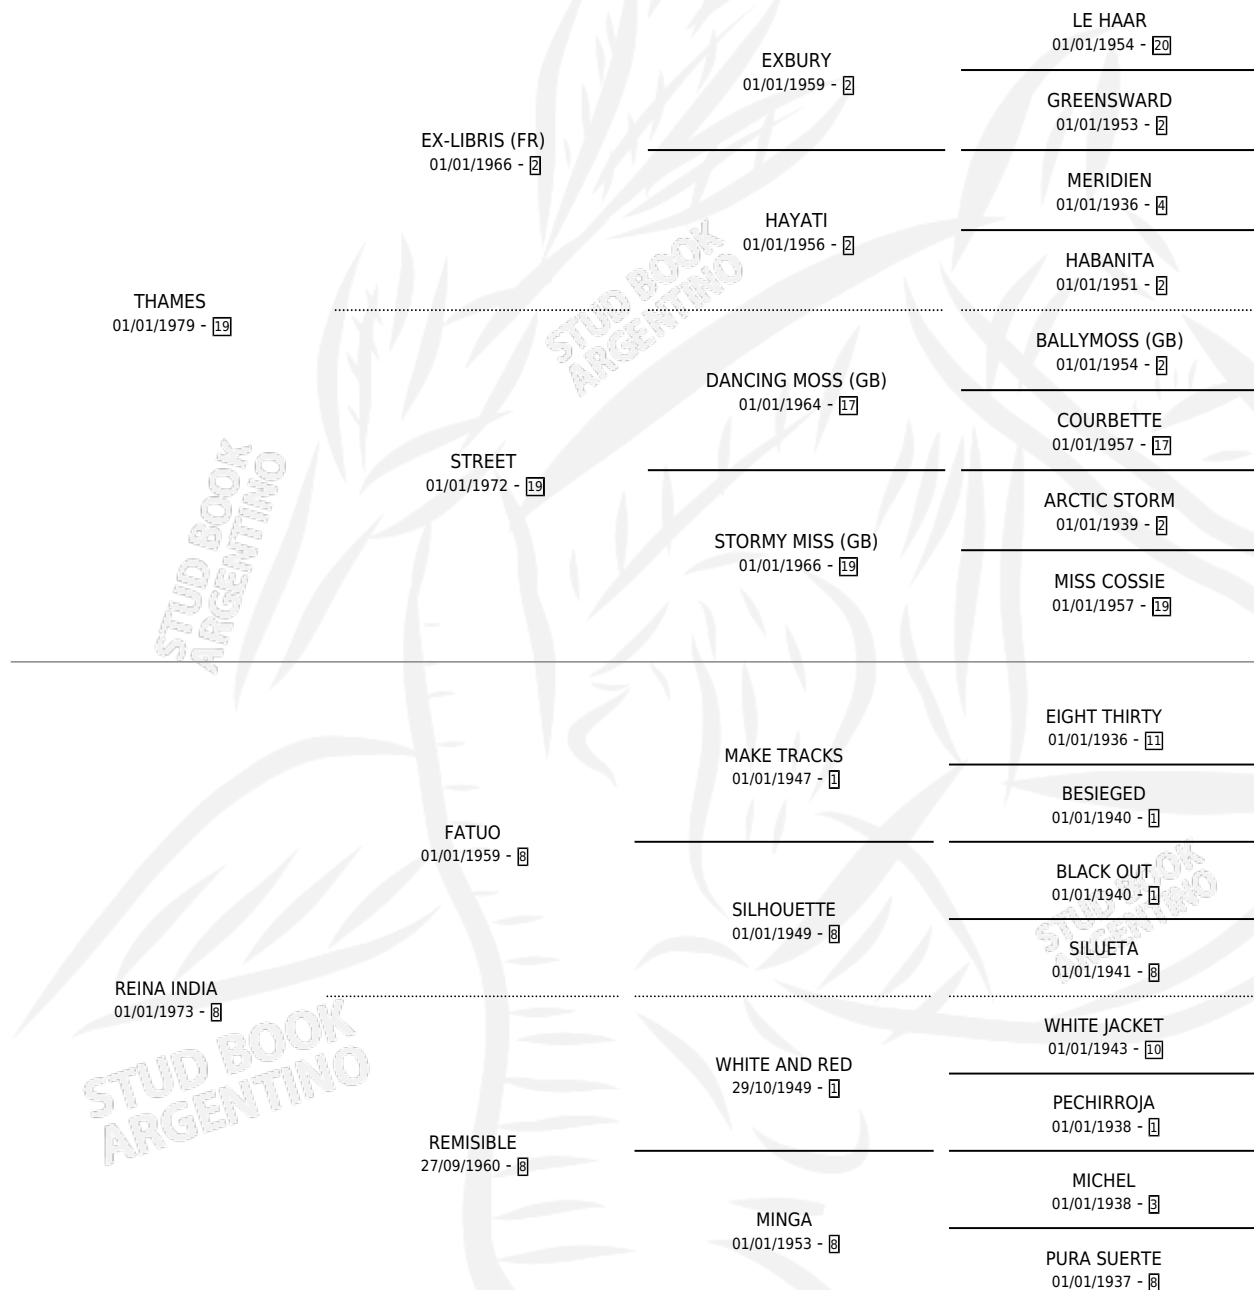 LE HAAR
01/01/1954 - 20
EXBURY
01/01/1959 - 2
GREENSWARD
01/01/1953 - 2
EX-LIBRIS (FR)
01/01/1966 - 2
MERIDIEN
01/01/1936 - 4
HAYATI
01/01/1956 - 2
HABANITA
01/01/1951 - 2
THAMES
01/01/1979 - 19
BALLYMOSS (GB)
01/01/1954 - 2
DANCING MOSS (GB)
01/01/1964 - 17
COURBETTE
01/01/1957 - 17
STREET
01/01/1972 - 19
ARCTIC STORM
01/01/1939 - 2
STORMY MISS (GB)
01/01/1966 - 19
MISS COSSIE
01/01/1957 - 19
EIGHT THIRTY
01/01/1936 - 11
MAKE TRACKS
01/01/1947 - 1
BESIEGED
01/01/1940 - 1
FATUO
01/01/1959 - 8
BLACK OUT
01/01/1940 - 1
SILHOUETTE
01/01/1949 - 8
SILUETA
01/01/1941 - 8
REINA INDIA
01/01/1973 - 8
WHITE JACKET
01/01/1943 - 10
WHITE AND RED
29/10/1949 - 1
PECHIRROJA
01/01/1938 - 1
REMISIBLE
27/09/1960 - 8
MICHEL
01/01/1938 - 3
MINGA
01/01/1953 - 8
PURA SUERTE
01/01/1937 - 8
STUD BOOK
ARGENTINO
STUD BOOK
ARGENTINO
STUD BOOK
ARGENTINO
STUD BOOK
ARGENTINO